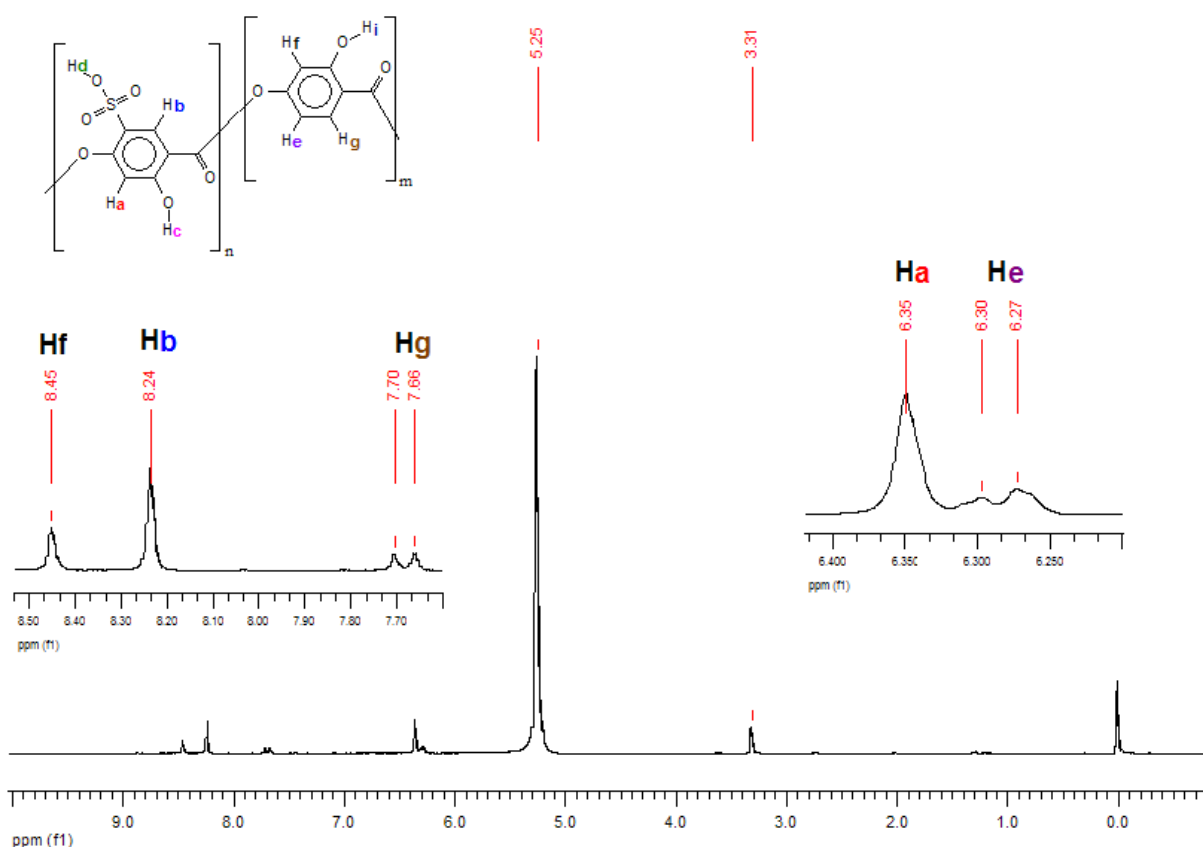 5.25
3.31
Hd
O
S
O
O
Hb
O
Ha
O
Hc
O
n
Hf
O
Hi
O
O
He
Hg
m
Hf
8.45
Hb
8.24
Hg
7.70
7.66
Ha
6.35
He
6.30
6.27
8.50 8.40 8.30 8.20 8.10 8.00 7.90 7.80 7.70
ppm (f1)
6.400 6.350 6.300 6.250
ppm (f1)
9.0 8.0 7.0 6.0 5.0 4.0 3.0 2.0 1.0 0.0
ppm (f1)